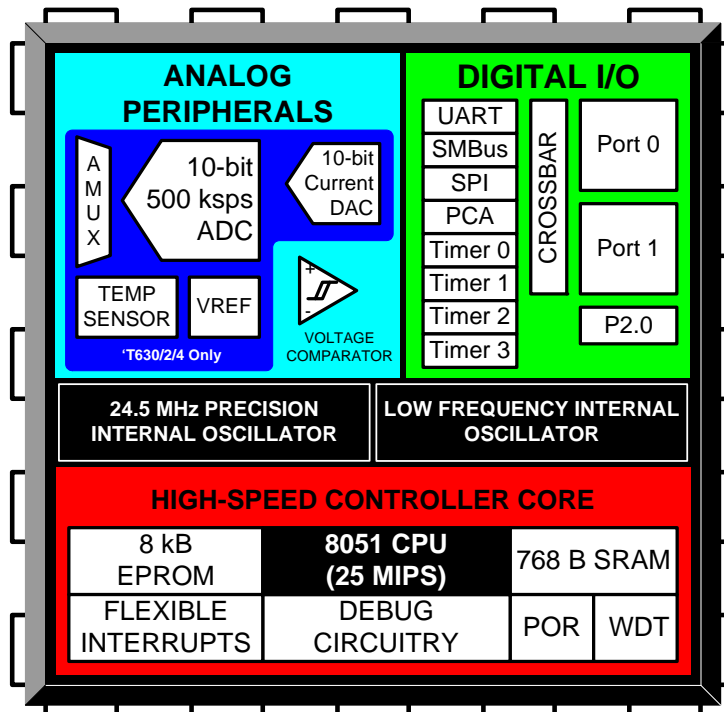 ANALOG
PERIPHERALS
A
M
U
X
10-bit
500 ksps
ADC
10-bit
Current
DAC
TEMP
SENSOR
VREF
+
-
VOLTAGE
COMPARATOR
‘T630/2/4 Only
DIGITAL I/O
UART
SMBus
SPI
PCA
Timer 0
Timer 1
Timer 2
Timer 3
CROSSBAR
Port 0
Port 1
P2.0
24.5 MHz PRECISION
INTERNAL OSCILLATOR
LOW FREQUENCY INTERNAL
OSCILLATOR
HIGH-SPEED CONTROLLER CORE
8 kB
EPROM
8051 CPU
(25 MIPS)
768 B SRAM
FLEXIBLE
INTERRUPTS
DEBUG
CIRCUITRY
POR
WDT